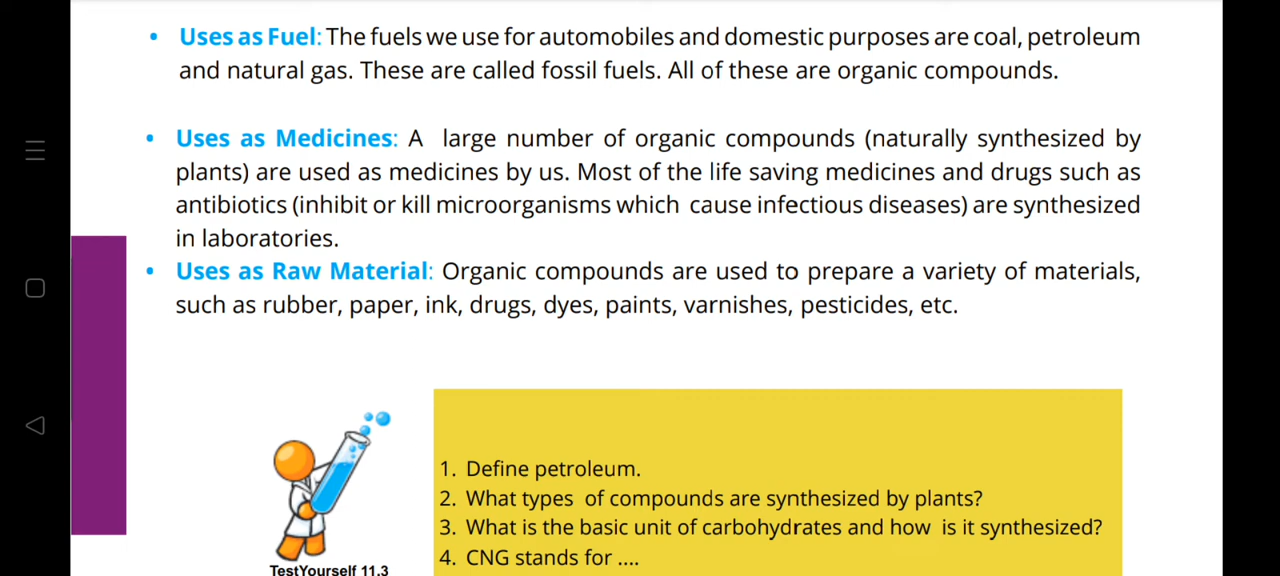 • Uses as Fuel: The fuels we use for automobiles and domestic purposes are coal, petroleum
and natural gas. These are called fossil fuels. All of these are organic compounds.
• Uses as Medicines: A large number of organic compounds (naturally synthesized by
plants) are used as medicines by us. Most of the life saving medicines and drugs such as
antibiotics (inhibit or kill microorganisms which cause infectious diseases) are synthesized
in laboratories.
• Uses as Raw Material: Organic compounds are used to prepare a variety of materials,
such as rubber, paper, ink, drugs, dyes, paints, varnishes, pesticides, etc.
1. Define petroleum.
2. What types of compounds are synthesized by plants?
3. What is the basic unit of carbohydrates and how is it synthesized?
4. CNG stands for ....
TestYourself 11.3